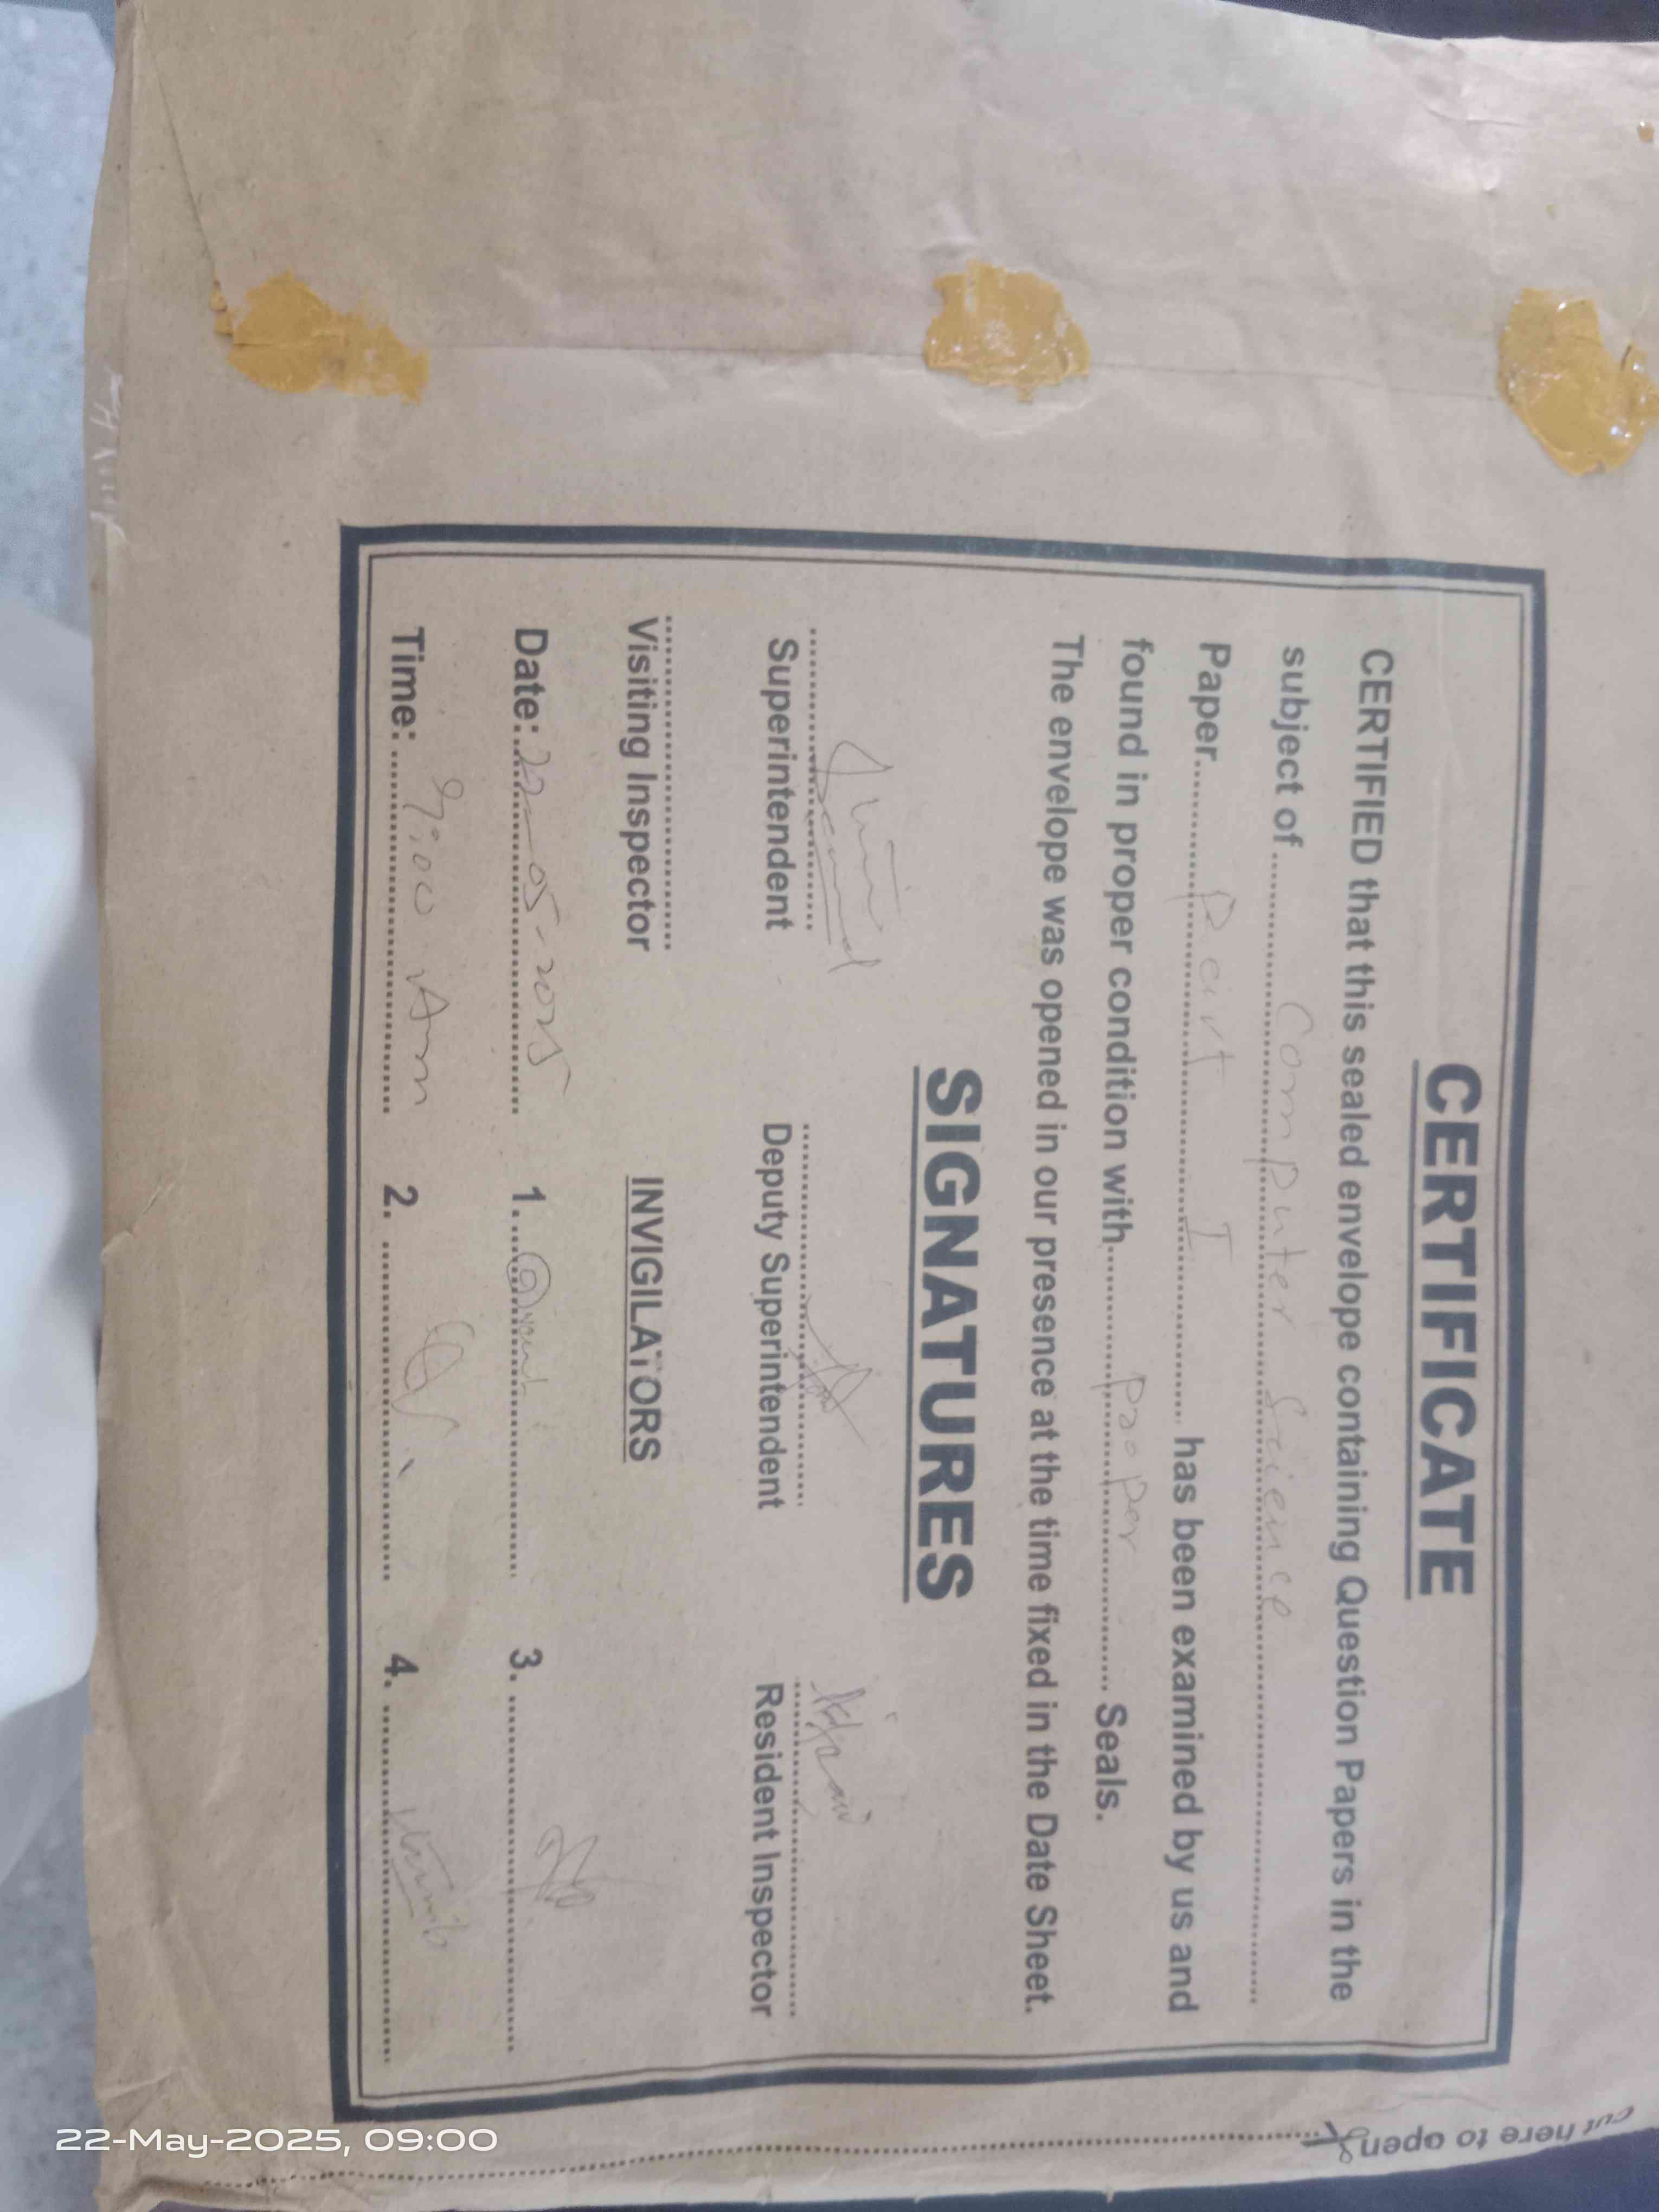 CERTIFICATE
CERTIFIED that this sealed envelope containing Question Papers in the
subject of .......... Computer Science ..........
Paper .......... Part I .......... has been examined by us and
found in proper condition with .......... proper .......... Seals.
The envelope was opened in our presence at the time fixed in the Date Sheet.
SIGNATURES
Superintendent Deputy Superintendent Resident Inspector
Visiting Inspector INVIGILATORS
Date: 22-05-2025 1. 3.
Time: 9:00 Am 2. 4.
cut here to open
22-May-2025, 09:00